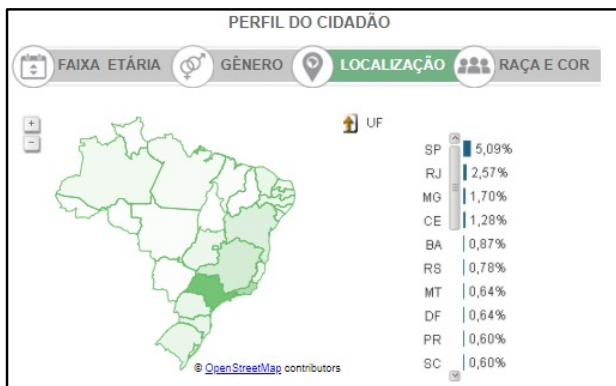 PERFIL DO CIDADÃO
FAIXA ETÁRIA GÊNERO LOCALIZAÇÃO RAÇA E COR
UF
SP 5,09%
RJ 2,57%
MG 1,70%
CE 1,28%
BA 0,87%
RS 0,78%
MT 0,64%
DF 0,64%
PR 0,60%
SC 0,60%
© OpenStreetMap contributors